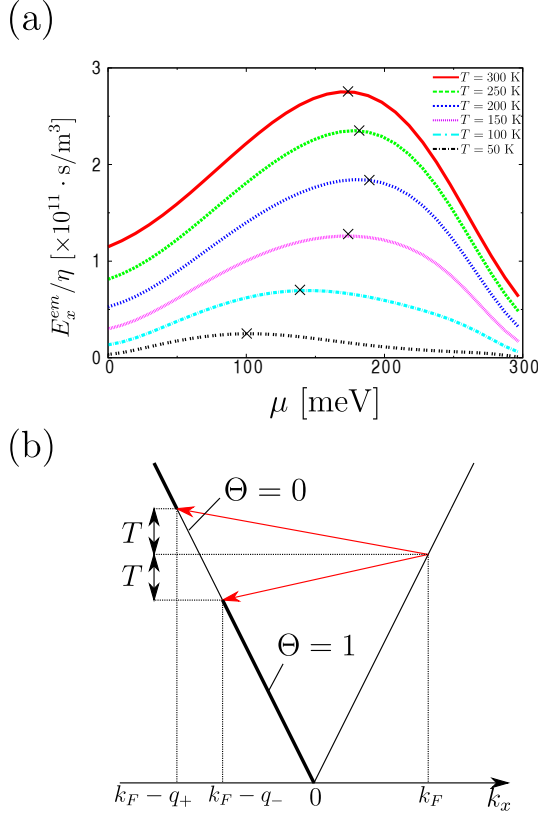 (a)
3
2
1
0
0
100
200
300
E_x^{em}/η [×10^{11} · s/m^3]
μ [meV]
T = 300 K
T = 250 K
T = 200 K
T = 150 K
T = 100 K
T = 50 K
(b)
Θ = 0
T
T
Θ = 1
k_F − q_+
k_F − q_−
0
k_F
k_x